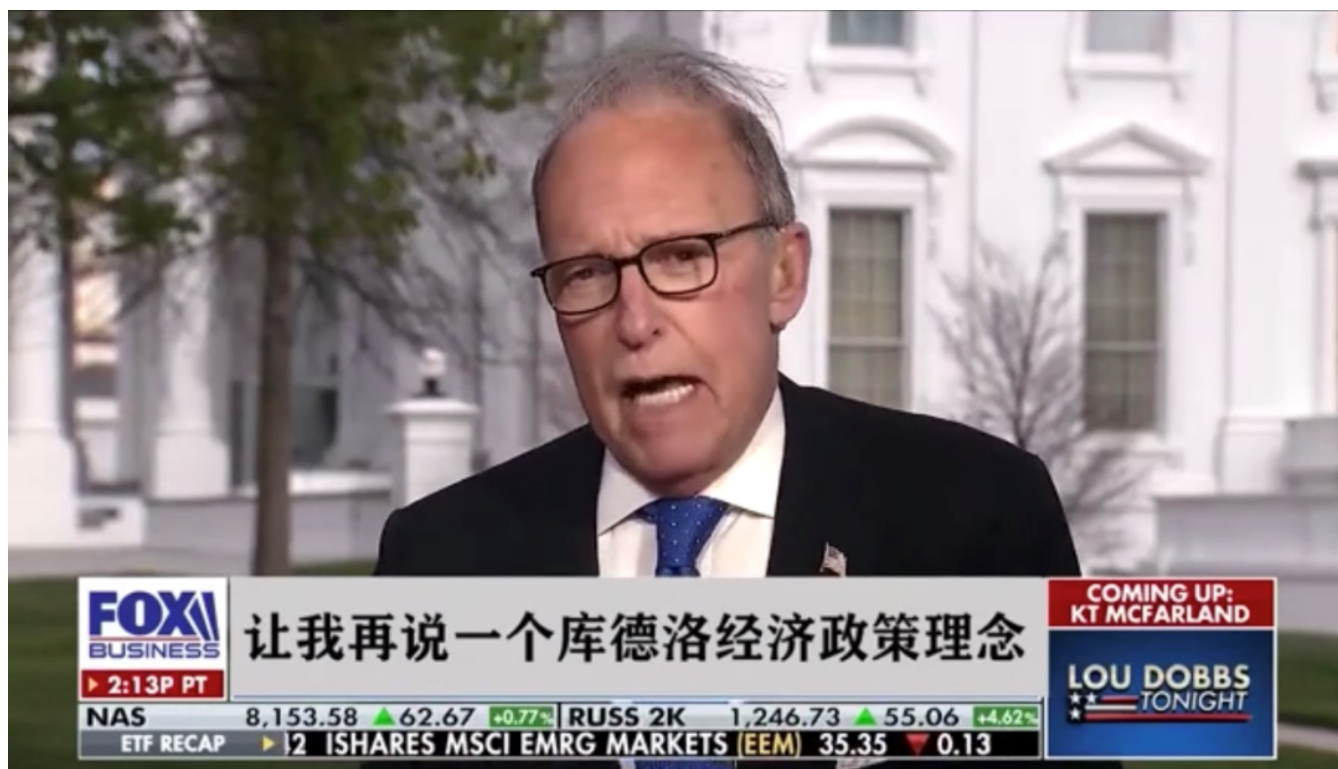 FOX
BUSINESS
2:13P PT
让我再说一个库德洛经济政策理念
COMING UP:
KT MCFARLAND
LOU DOBBS
TONIGHT
NAS 8,153.58 ▲62.67 +0.77% RUSS 2K 1,246.73 ▲55.06 +4.62%
ETF RECAP 42 ISHARES MSCI EMRG MARKETS (EEM) 35.35 ▼0.13